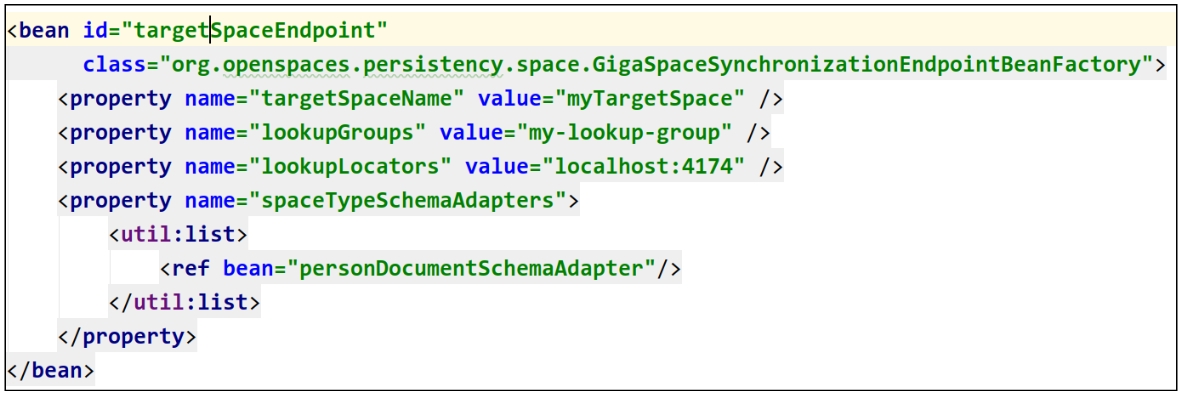 <bean id="targetSpaceEndpoint"
class="org.openspaces.persistency.space.GigaSpaceSynchronizationEndpointBeanFactory">
<property name="targetSpaceName" value="myTargetSpace" />
<property name="lookupGroups" value="my-lookup-group" />
<property name="lookupLocators" value="localhost:4174" />
<property name="spaceTypeSchemaAdapters">
<util:list>
<ref bean="personDocumentSchemaAdapter"/>
</util:list>
</property>
</bean>